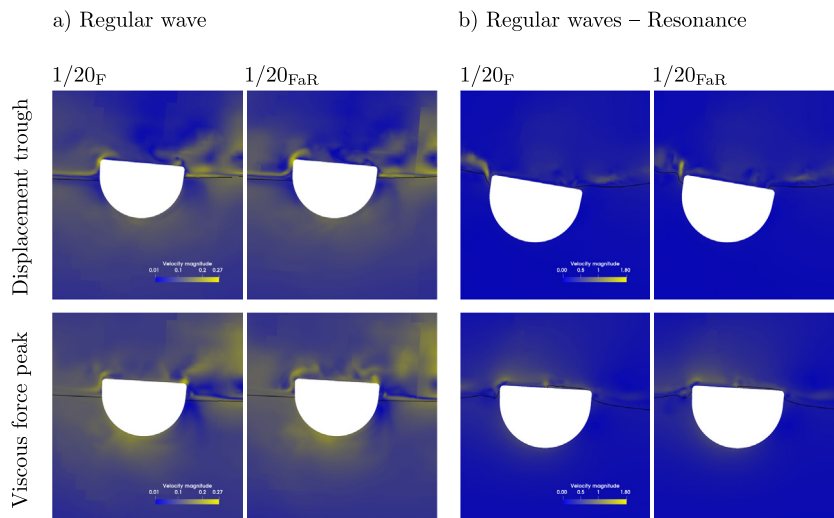 a) Regular wave
b) Regular waves – Resonance
1/20F
1/20FaR
1/20F
1/20FaR
Displacement trough
Velocity magnitude
0.01 0.1 0.2 0.27
Velocity magnitude
0.00 0.5 1 1.80
Viscous force peak
Velocity magnitude
0.01 0.1 0.2 0.27
Velocity magnitude
0.00 0.5 1 1.80